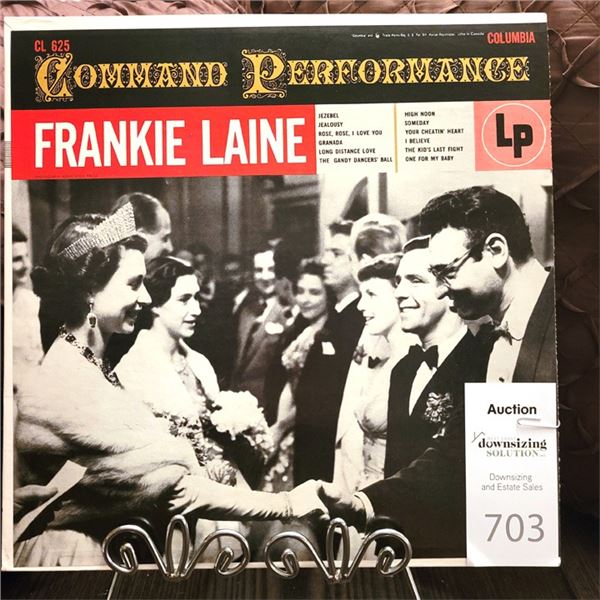 CL 625
COLUMBIA
COMMAND PERFORMANCE
FRANKIE LAINE
JEZEBEL
JEALOUSY
ROSE, ROSE, I LOVE YOU
GRANADA
LONG DISTANCE LOVE
THE GANDY DANCERS' BALL
HIGH NOON
SOMEDAY
YOUR CHEATIN' HEART
I BELIEVE
THE KID'S LAST FIGHT
ONE FOR MY BABY
Lp
Auction
downsizing
SOLUTION
Downsizing
and Estate Sales
703